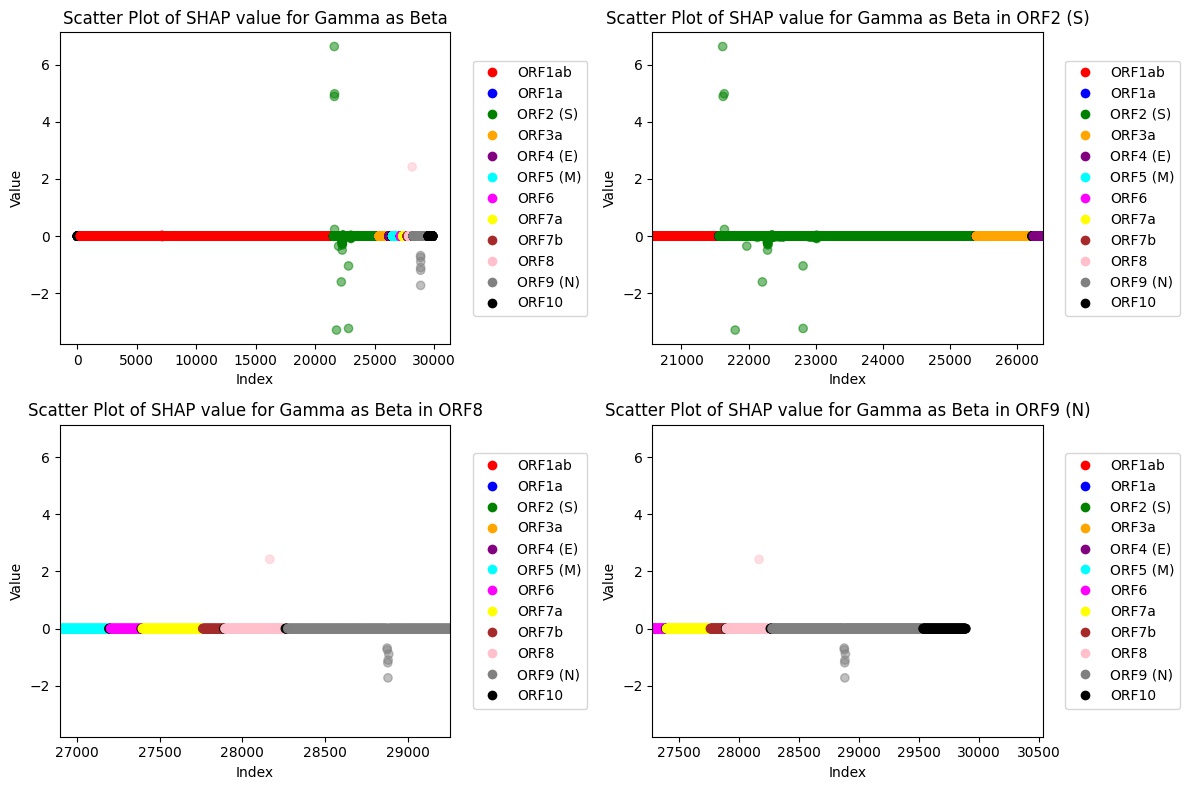 Scatter Plot of SHAP value for Gamma as Beta
Value
6
4
2
0
−2
0
5000
10000
15000
20000
25000
30000
Index
ORF1ab
ORF1a
ORF2 (S)
ORF3a
ORF4 (E)
ORF5 (M)
ORF6
ORF7a
ORF7b
ORF8
ORF9 (N)
ORF10
Scatter Plot of SHAP value for Gamma as Beta in ORF2 (S)
Value
6
4
2
0
−2
21000
22000
23000
24000
25000
26000
Index
ORF1ab
ORF1a
ORF2 (S)
ORF3a
ORF4 (E)
ORF5 (M)
ORF6
ORF7a
ORF7b
ORF8
ORF9 (N)
ORF10
Scatter Plot of SHAP value for Gamma as Beta in ORF8
Value
6
4
2
0
−2
27000
27500
28000
28500
29000
Index
ORF1ab
ORF1a
ORF2 (S)
ORF3a
ORF4 (E)
ORF5 (M)
ORF6
ORF7a
ORF7b
ORF8
ORF9 (N)
ORF10
Scatter Plot of SHAP value for Gamma as Beta in ORF9 (N)
Value
6
4
2
0
−2
27500
28000
28500
29000
29500
30000
30500
Index
ORF1ab
ORF1a
ORF2 (S)
ORF3a
ORF4 (E)
ORF5 (M)
ORF6
ORF7a
ORF7b
ORF8
ORF9 (N)
ORF10